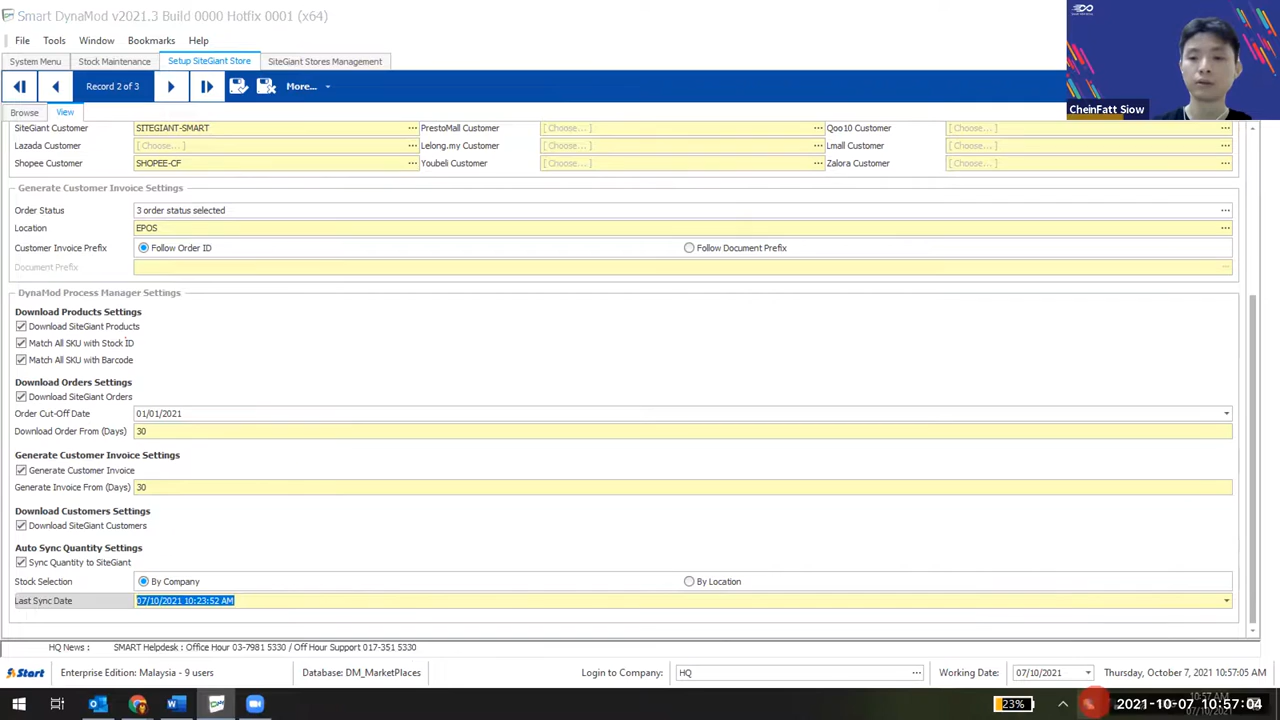 Smart DynaMod v2021.3 Build 0000 Hotfix 0001 (x64)
File Tools Window Bookmarks Help
System Menu Stock Maintenance Setup SiteGiant Store SiteGiant Stores Management
Record 2 of 3 More...
CheinFatt Siow
Browse View
SiteGiant Customer SITEGIANT-SMART PrestoMall Customer [ Choose... ] Qoo10 Customer [ Choose... ]
Lazada Customer [ Choose... ] Lelong.my Customer [ Choose... ] Lmall Customer [ Choose... ]
Shopee Customer SHOPEE-CF Youbeli Customer [ Choose... ] Zalora Customer [ Choose... ]
Generate Customer Invoice Settings
Order Status 3 order status selected
Location EPOS
Customer Invoice Prefix Follow Order ID Follow Document Prefix
Document Prefix
DynaMod Process Manager Settings
Download Products Settings
Download SiteGiant Products
Match All SKU with Stock ID
Match All SKU with Barcode
Download Orders Settings
Download SiteGiant Orders
Order Cut-Off Date 01/01/2021
Download Order From (Days) 30
Generate Customer Invoice Settings
Generate Customer Invoice
Generate Invoice From (Days) 30
Download Customers Settings
Download SiteGiant Customers
Auto Sync Quantity Settings
Sync Quantity to SiteGiant
Stock Selection By Company By Location
Last Sync Date 07/10/2021 10:23:52 AM
HQ News : SMART Helpdesk : Office Hour 03-7981 5330 / Off Hour Support 017-351 5330
Start Enterprise Edition: Malaysia - 9 users Database: DM_MarketPlaces Login to Company: HQ Working Date: 07/10/2021 Thursday, October 7, 2021 10:57:05 AM
23% 2021-10-07 10:57:04